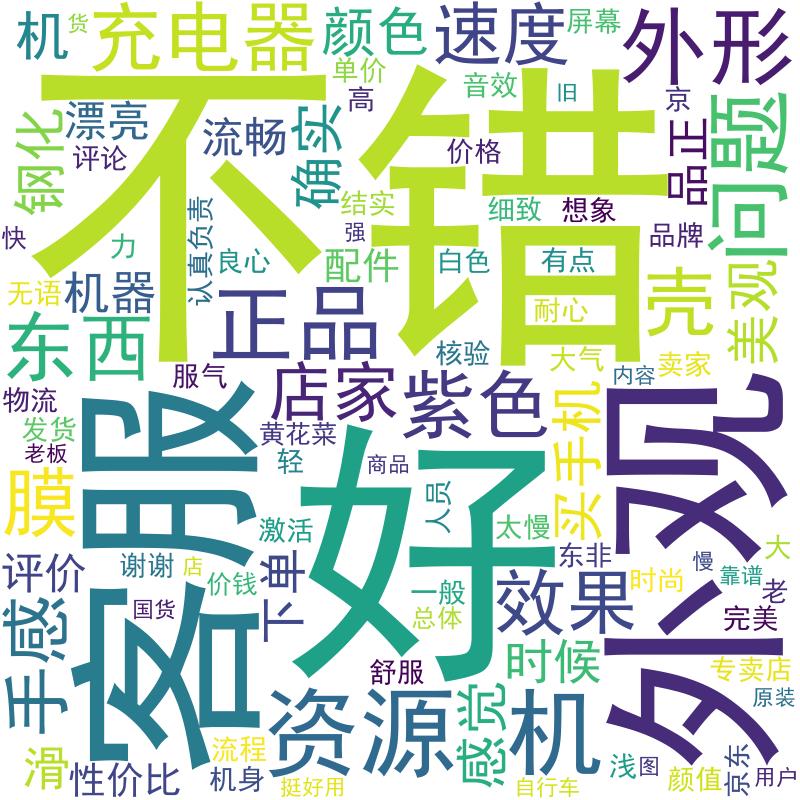 机
货
充电器
颜色
速度
屏幕
外形
单价
高
音效
旧
京
漂亮
评论
流畅
确实
价格
品正
问题
钢化
不错
快
力
认真负责
良心
结实
强
配件
细致
想象
白色
有点
品牌
无语
机器
正品
耐心
壳
美观
东西
服气
店家
紫色
核验
大气
卖家
内容
物流
发货
老板
客服
黄花菜
轻
好
商品
人员
太慢
买手机
外观
膜
激活
东非
慢
大
评价
谢谢
店
价钱
下单
一般
总体
效果
时尚
靠谱
老
国货
完美
手感
舒服
时候
专卖店
资源
感觉
机
原装
滑
性价比
流程
机身
挺好用
自行车
浅
图
颜值
京东
用户